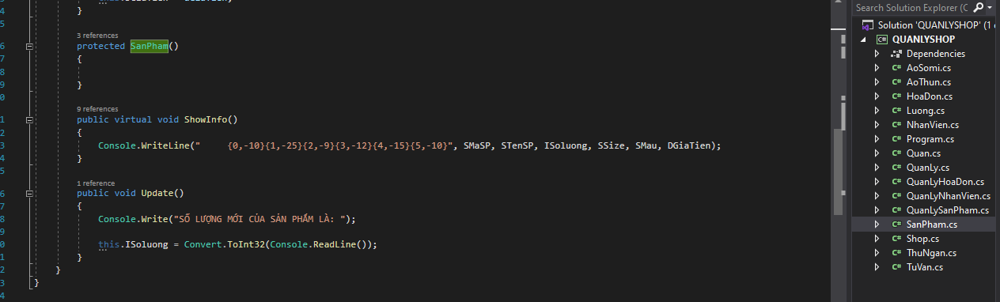 }
3 references
protected SanPham()
{
}
9 references
public virtual void ShowInfo()
{
Console.WriteLine("     {0,-10}{1,-25}{2,-9}{3,-12}{4,-15}{5,-10}", SMaSP, STenSP, ISoluong, SSize, SMau, DGiaTien);
}
1 reference
public void Update()
{
Console.Write("SỐ LƯỢNG MỚI CỦA SẢN PHẨM LÀ: ");
this.ISoluong = Convert.ToInt32(Console.ReadLine());
}
}
}
Search Solution Explorer (C
Solution 'QUANLYSHOP' (1 
C# QUANLYSHOP
Dependencies
C# AoSomi.cs
C# AoThun.cs
C# HoaDon.cs
C# Luong.cs
C# NhanVien.cs
C# Program.cs
C# Quan.cs
C# QuanLy.cs
C# QuanLyHoaDon.cs
C# QuanLyNhanVien.cs
C# QuanLySanPham.cs
C# SanPham.cs
C# Shop.cs
C# ThuNgan.cs
C# TuVan.cs